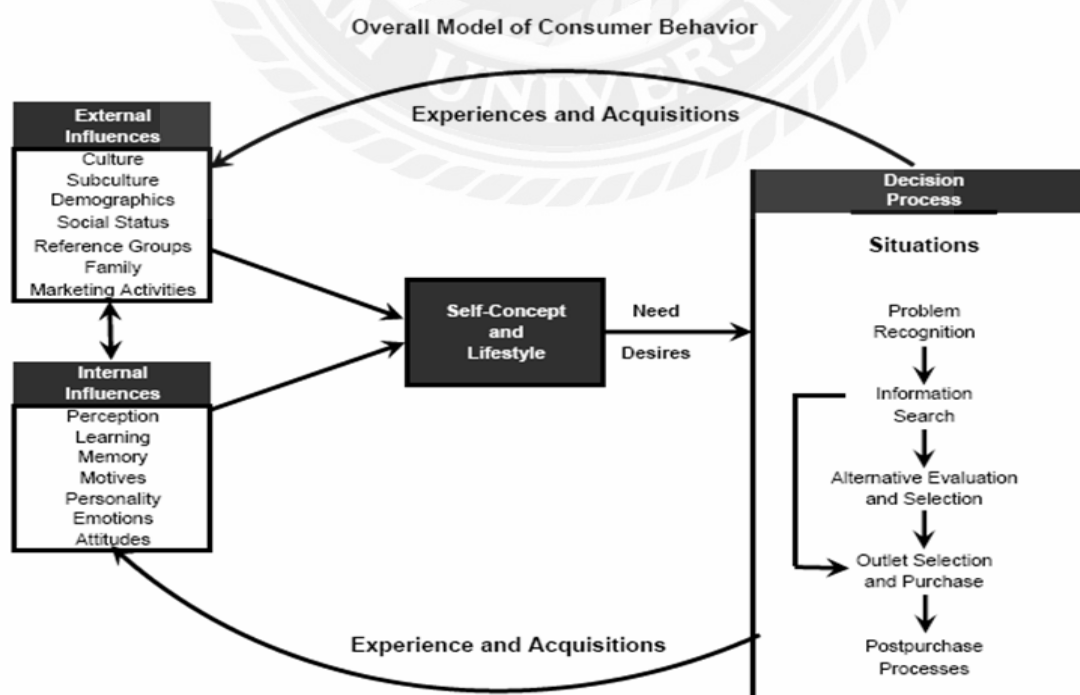 Overall Model of Consumer Behavior
UNIVERS
Experiences and Acquisitions
External
Influences
Culture
Subculture
Demographics
Social Status
Reference Groups
Family
Marketing Activities
Internal
Influences
Perception
Learning
Memory
Motives
Personality
Emotions
Attitudes
Self-Concept
and
Lifestyle
Need
Desires
Decision
Process
Situations
Problem
Recognition
Information
Search
Alternative Evaluation
and Selection
Outlet Selection
and Purchase
Postpurchase
Processes
Experience and Acquisitions